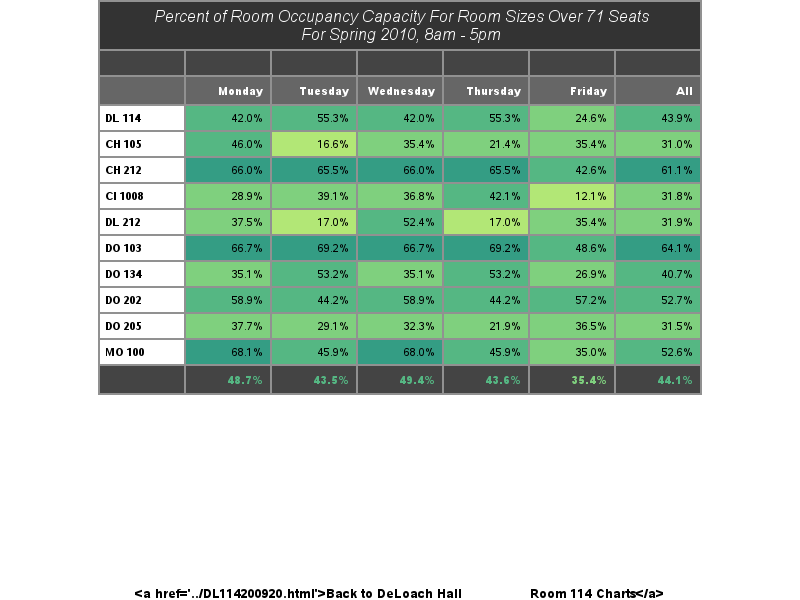 Percent of Room Occupancy Capacity For Room Sizes Over 71 Seats
For Spring 2010, 8am - 5pm
Monday Tuesday Wednesday Thursday Friday All
DL 114 42.0% 55.3% 42.0% 55.3% 24.6% 43.9%
CH 105 46.0% 16.6% 35.4% 21.4% 35.4% 31.0%
CH 212 66.0% 65.5% 66.0% 65.5% 42.6% 61.1%
CI 1008 28.9% 39.1% 36.8% 42.1% 12.1% 31.8%
DL 212 37.5% 17.0% 52.4% 17.0% 35.4% 31.9%
DO 103 66.7% 69.2% 66.7% 69.2% 48.6% 64.1%
DO 134 35.1% 53.2% 35.1% 53.2% 26.9% 40.7%
DO 202 58.9% 44.2% 58.9% 44.2% 57.2% 52.7%
DO 205 37.7% 29.1% 32.3% 21.9% 36.5% 31.5%
MO 100 68.1% 45.9% 68.0% 45.9% 35.0% 52.6%
48.7% 43.5% 49.4% 43.6% 35.4% 44.1%
<a href='../DL114200920.html'>Back to DeLoach Hall Room 114 Charts</a>